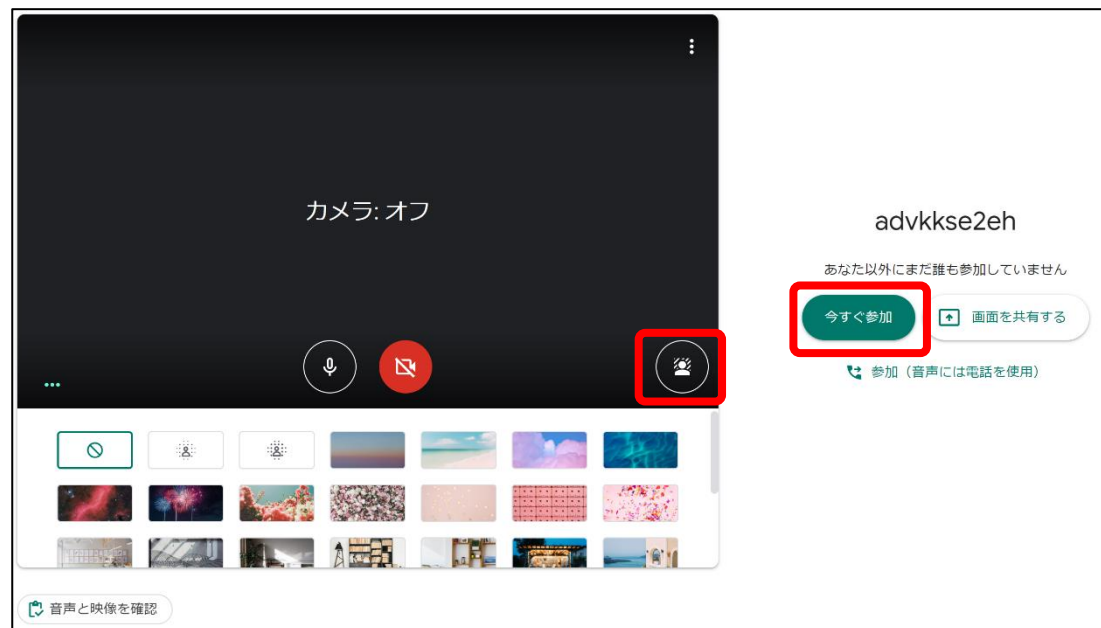 カメラ: オフ
advkkse2eh
あなた以外にまだ誰も参加していません
今すぐ参加
画面を共有する
参加（音声には電話を使用）
音声と映像を確認